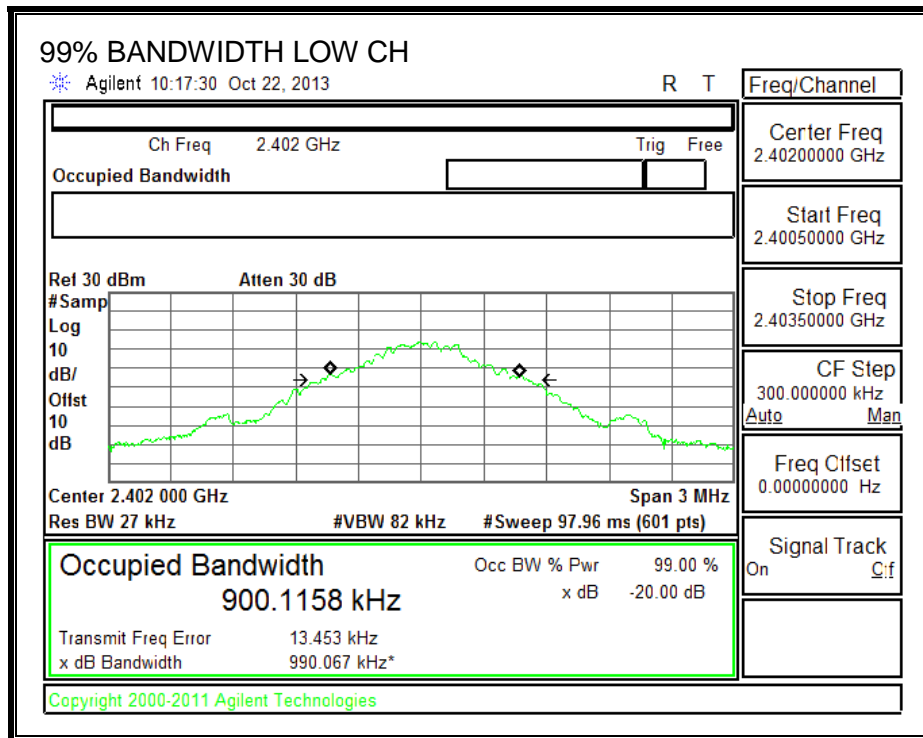 99% BANDWIDTH LOW CH
Agilent 10:17:30 Oct 22, 2013 R T
Freq/Channel
Ch Freq 2.402 GHz Trig Free
Occupied Bandwidth
Center Freq
2.40200000 GHz
Start Freq
2.40050000 GHz
Stop Freq
2.40350000 GHz
CF Step
300.000000 kHz
Auto Man
Freq Offset
0.00000000 Hz
Signal Track
On Off
Ref 30 dBm Atten 30 dB
#Samp
Log
10
dB/
Offst
10
dB
Center 2.402 000 GHz Span 3 MHz
Res BW 27 kHz #VBW 82 kHz #Sweep 97.96 ms (601 pts)
Occupied Bandwidth
900.1158 kHz
Occ BW % Pwr 99.00 %
x dB -20.00 dB
Transmit Freq Error 13.453 kHz
x dB Bandwidth 990.067 kHz*
Copyright 2000-2011 Agilent Technologies